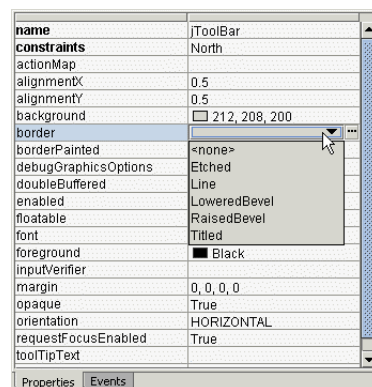 name jToolBar
constraints North
actionMap
alignmentX 0.5
alignmentY 0.5
background 212, 208, 200
border
borderPainted <none>
debugGraphicsOptions Etched
doubleBuffered Line
enabled LoweredBevel
floatable RaisedBevel
font Titled
foreground Black
inputVerifier
margin 0, 0, 0, 0
opaque True
orientation HORIZONTAL
requestFocusEnabled True
toolTipText
Properties Events